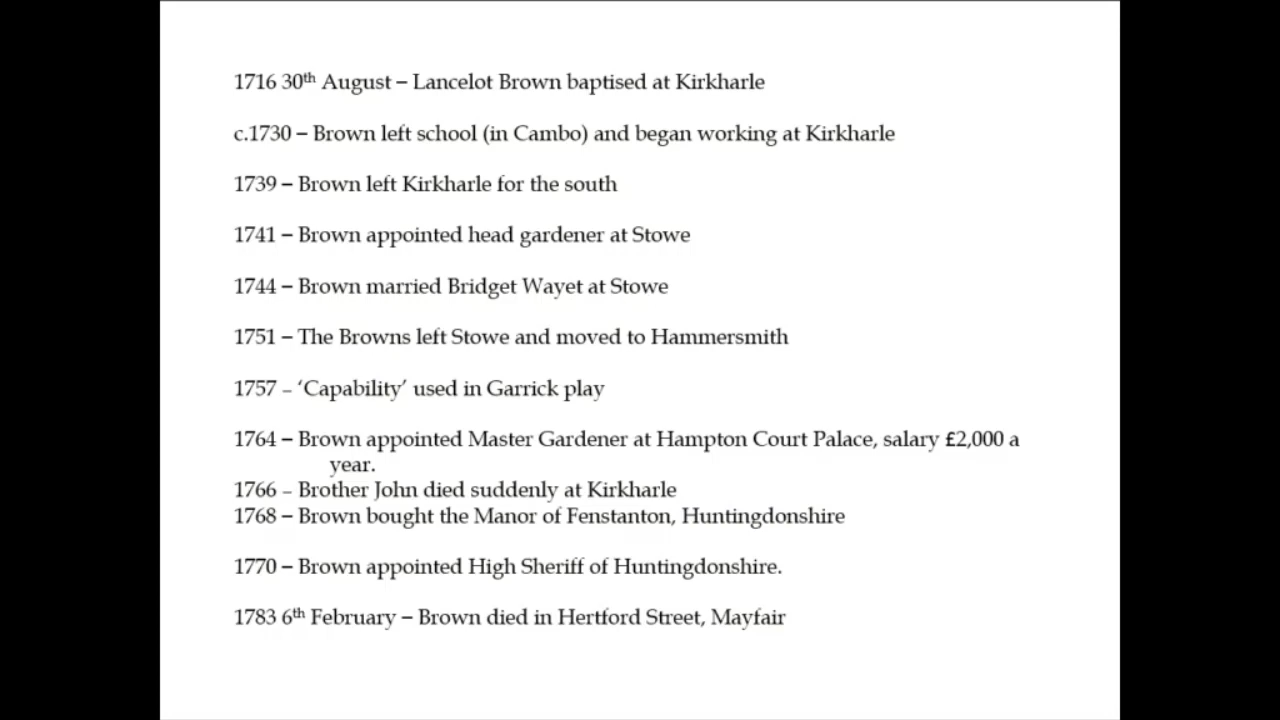 1716 30th August – Lancelot Brown baptised at Kirkharle
c.1730 – Brown left school (in Cambo) and began working at Kirkharle
1739 – Brown left Kirkharle for the south
1741 – Brown appointed head gardener at Stowe
1744 – Brown married Bridget Wayet at Stowe
1751 – The Browns left Stowe and moved to Hammersmith
1757 – ‘Capability’ used in Garrick play
1764 – Brown appointed Master Gardener at Hampton Court Palace, salary £2,000 a
year.
1766 – Brother John died suddenly at Kirkharle
1768 – Brown bought the Manor of Fenstanton, Huntingdonshire
1770 – Brown appointed High Sheriff of Huntingdonshire.
1783 6th February – Brown died in Hertford Street, Mayfair